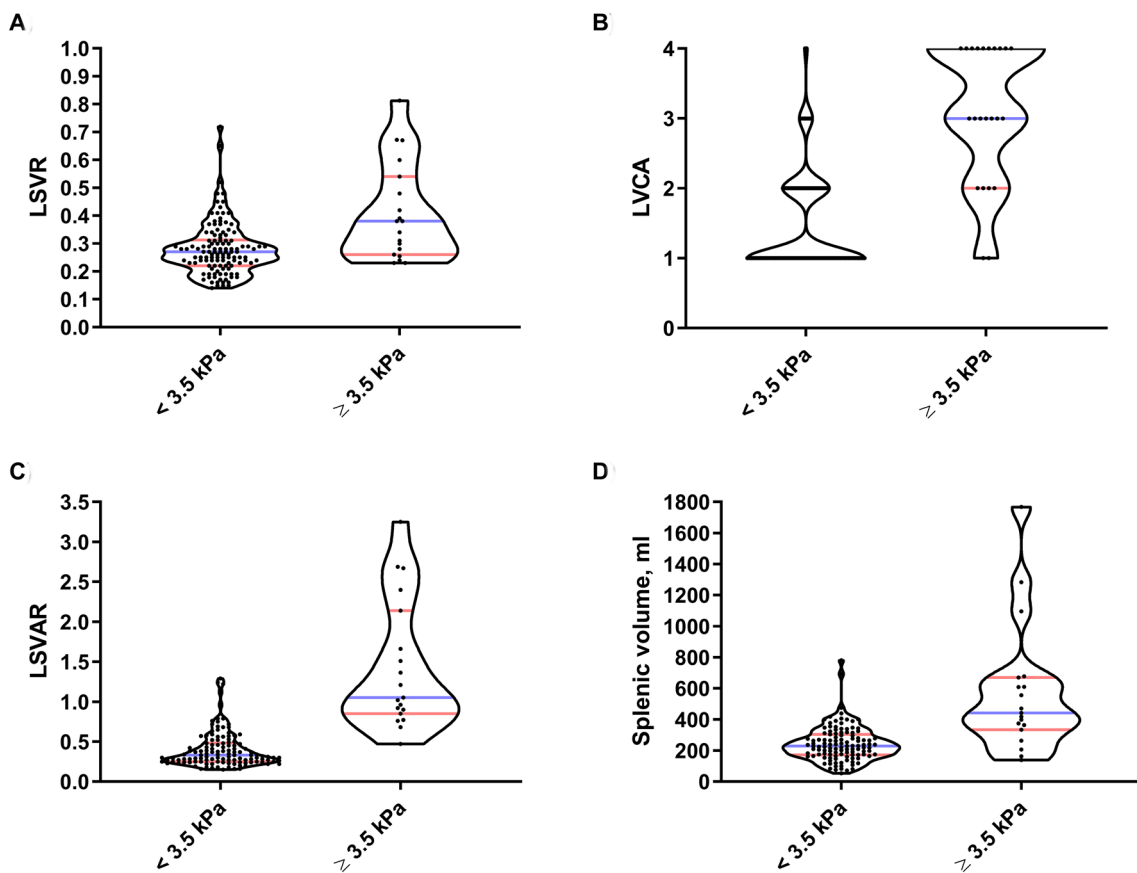 A
LSVR
1.0
0.9
0.8
0.7
0.6
0.5
0.4
0.3
0.2
0.1
0.0
< 3.5 kPa
≥ 3.5 kPa
B
LVCA
4
3
2
1
0
< 3.5 kPa
≥ 3.5 kPa
C
LSVAR
3.5
3.0
2.5
2.0
1.5
1.0
0.5
0.0
< 3.5 kPa
≥ 3.5 kPa
D
Splenic volume, ml
1800
1600
1400
1200
1000
800
600
400
200
0
< 3.5 kPa
≥ 3.5 kPa